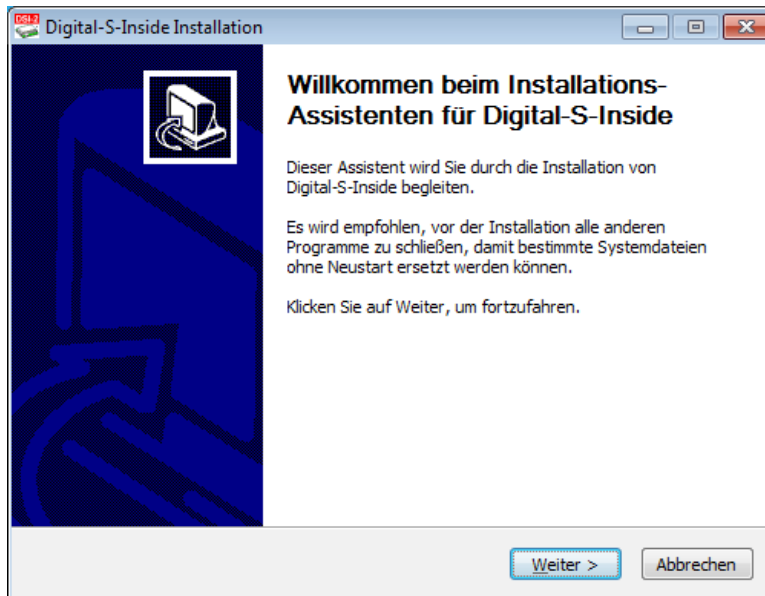 DSI-2
Digital-S-Inside Installation
Willkommen beim Installations-
Assistenten für Digital-S-Inside
Dieser Assistent wird Sie durch die Installation von
Digital-S-Inside begleiten.
Es wird empfohlen, vor der Installation alle anderen
Programme zu schließen, damit bestimmte Systemdateien
ohne Neustart ersetzt werden können.
Klicken Sie auf Weiter, um fortzufahren.
Weiter >
Abbrechen